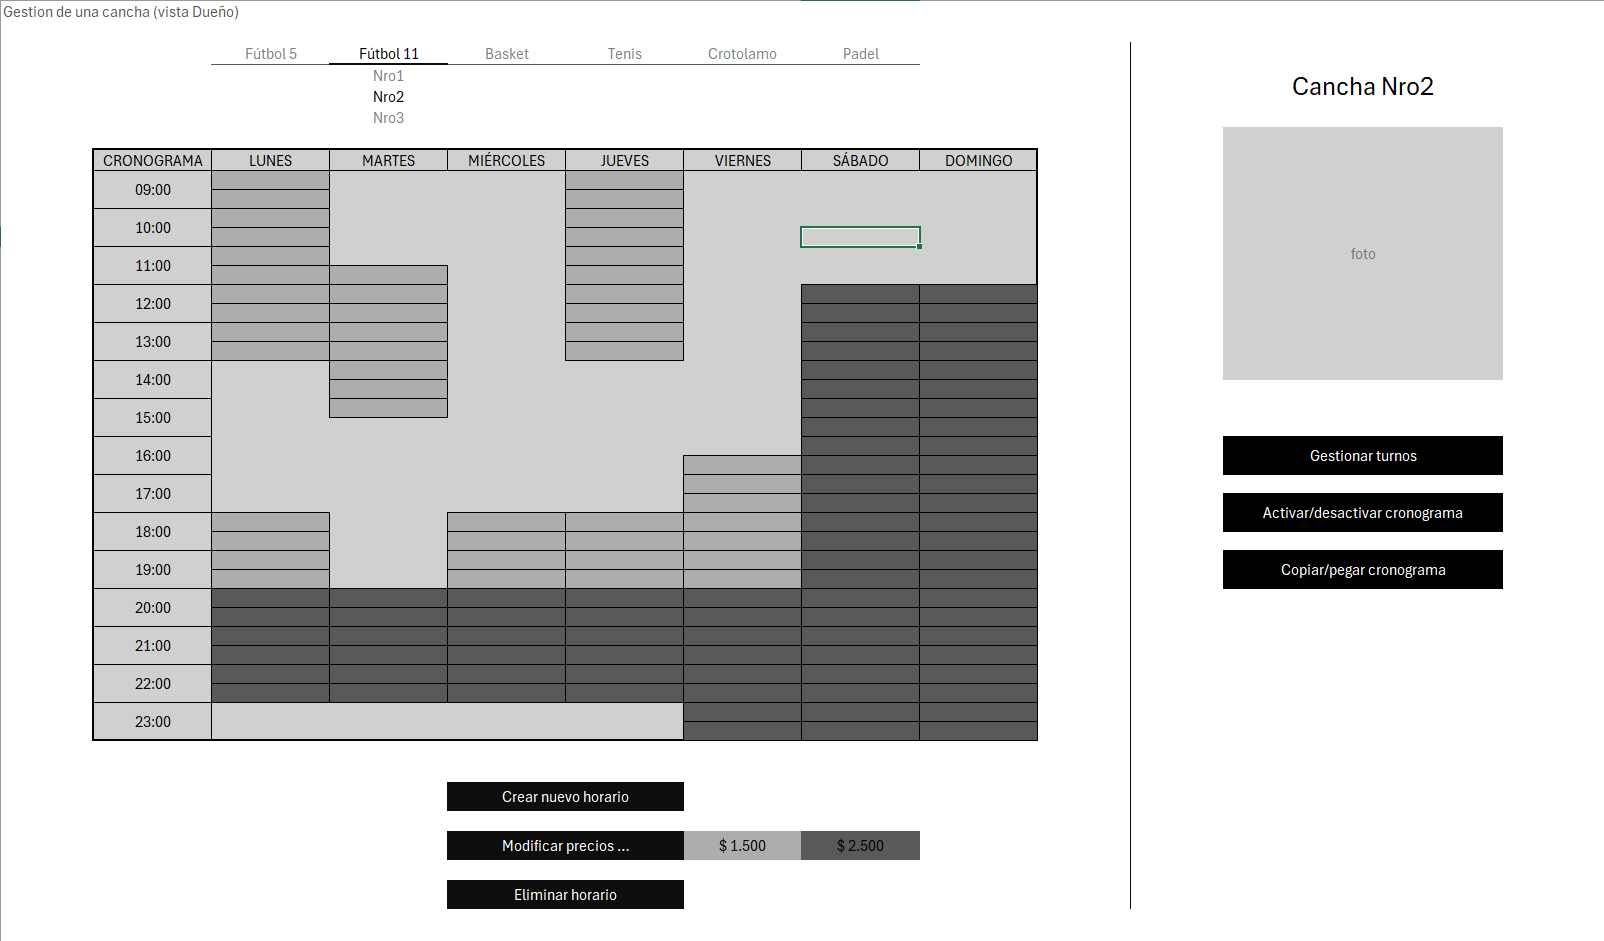 Gestion de una cancha (vista Dueño)
Fútbol 5 Fútbol 11 Basket Tenis Crotolamo Padel
Nro1
Nro2
Nro3
CRONOGRAMA LUNES MARTES MIÉRCOLES JUEVES VIERNES SÁBADO DOMINGO
09:00
10:00
11:00
12:00
13:00
14:00
15:00
16:00
17:00
18:00
19:00
20:00
21:00
22:00
23:00
Crear nuevo horario
Modificar precios ... $ 1.500 $ 2.500
Eliminar horario
Cancha Nro2
foto
Gestionar turnos
Activar/desactivar cronograma
Copiar/pegar cronograma